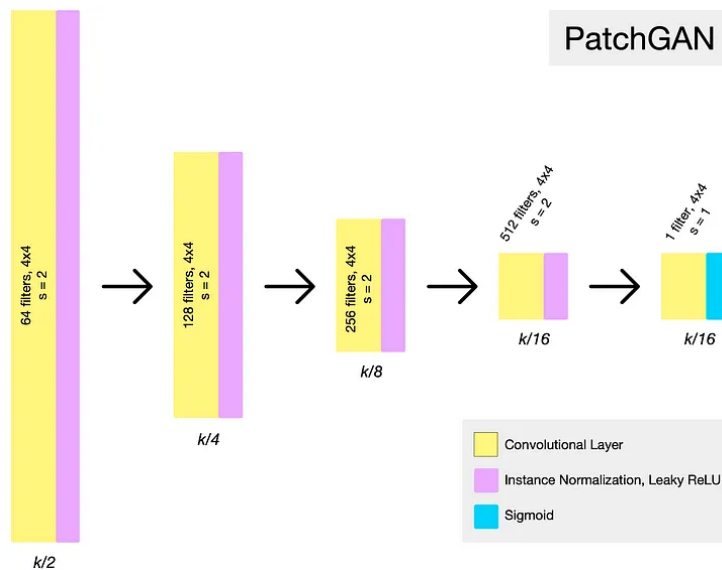 PatchGAN
64 filters, 4x4
s = 2
k/2
128 filters, 4x4
s = 2
k/4
256 filters, 4x4
s = 2
k/8
512 filters, 4x4
s = 2
k/16
1 filter, 4x4
s = 1
k/16
Convolutional Layer
Instance Normalization, Leaky ReLU
Sigmoid